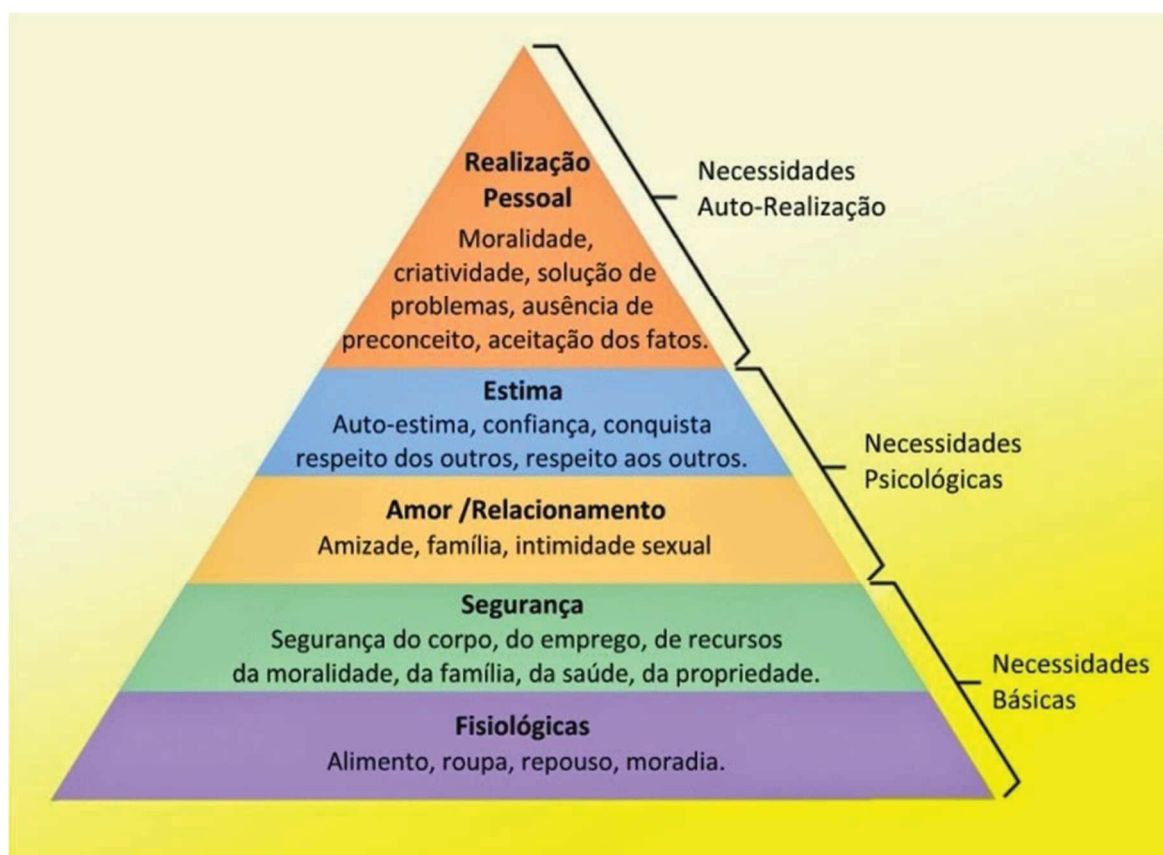 Realização
Pessoal
Moralidade,
criatividade, solução de
problemas, ausência de
preconceito, aceitação dos fatos.
Necessidades
Auto-Realização
Estima
Auto-estima, confiança, conquista
respeito dos outros, respeito aos outros.
Necessidades
Psicológicas
Amor /Relacionamento
Amizade, família, intimidade sexual
Segurança
Segurança do corpo, do emprego, de recursos
da moralidade, da família, da saúde, da propriedade.
Necessidades
Básicas
Fisiológicas
Alimento, roupa, repouso, moradia.